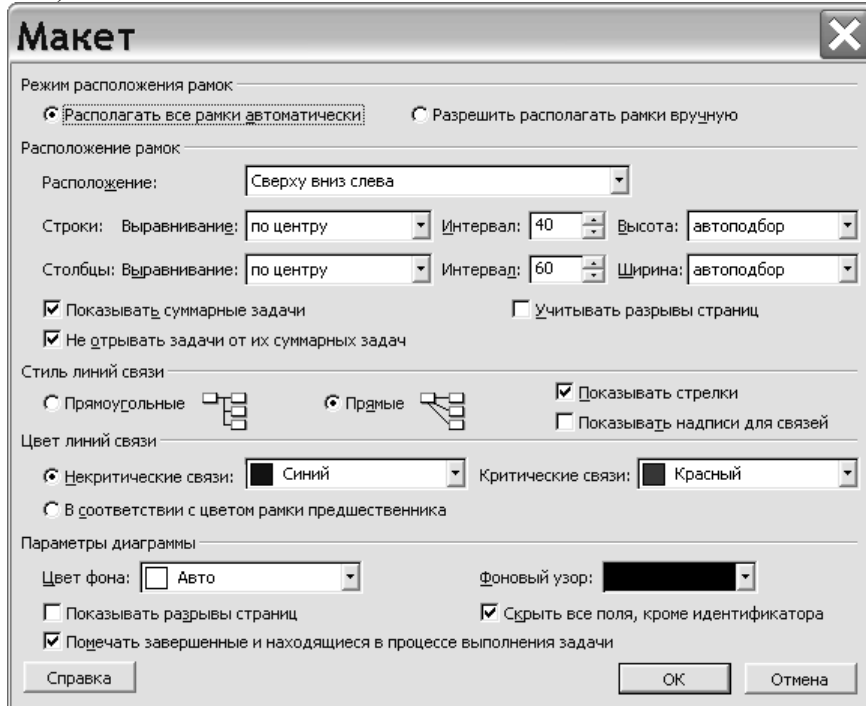 Макет
Режим расположения рамок
Располагать все рамки автоматически Разрешить располагать рамки вручную
Расположение рамок
Расположение: Сверху вниз слева
Строки: Выравнивание: по центру Интервал: 40 Высота: автоподбор
Столбцы: Выравнивание: по центру Интервал: 60 Ширина: автоподбор
Показывать суммарные задачи Учитывать разрывы страниц
Не отрывать задачи от их суммарных задач
Стиль линий связи
Прямоугольные Прямые Показывать стрелки
Показывать надписи для связей
Цвет линий связи
Некритические связи: Синий Критические связи: Красный
В соответствии с цветом рамки предшественника
Параметры диаграммы
Цвет фона: Авто Фоновый узор:
Показывать разрывы страниц Скрыть все поля, кроме идентификатора
Помечать завершенные и находящиеся в процессе выполнения задачи
Справка ОК Отмена